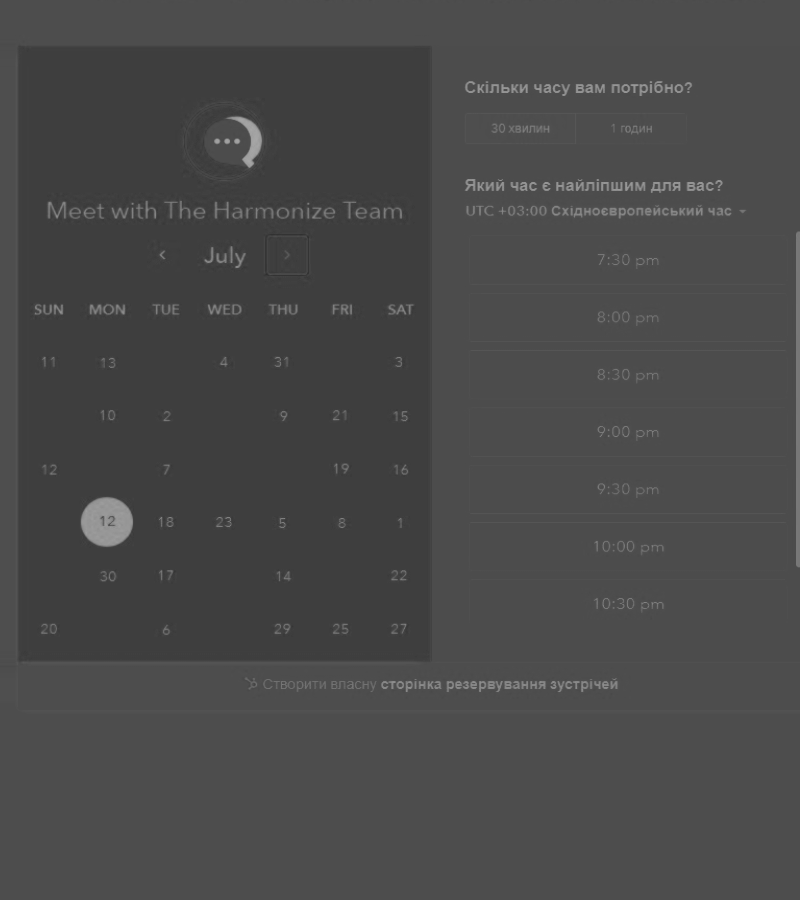 Meet with The Harmonize Team
July
SUN MON TUE WED THU FRI SAT
11 13 4 31 3
10 2 9 21 15
12 7 19 16
12 18 23 5 8 1
30 17 14 22
20 6 29 25 27
Скільки часу вам потрібно?
30 хвилин 1 годин
Який час є найліпшим для вас?
UTC +03:00 Східноєвропейський час
7:30 pm
8:00 pm
8:30 pm
9:00 pm
9:30 pm
10:00 pm
10:30 pm
Створити власну сторінка резервування зустрічей